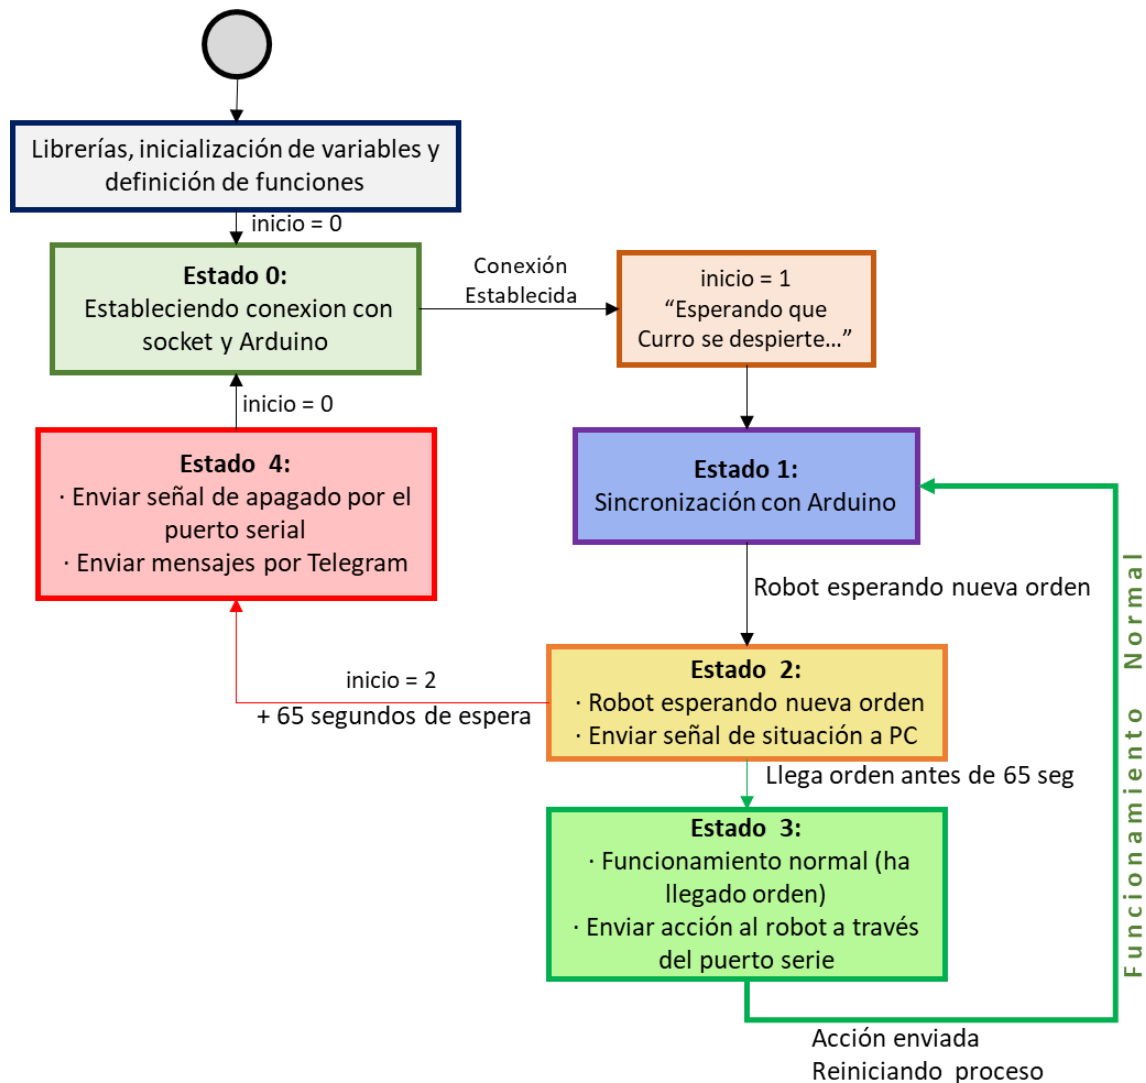 Librerías, inicialización de variables y
definición de funciones
inicio = 0
Estado 0:
Estableciendo conexion con
socket y Arduino
Conexión
Establecida
inicio = 1
“Esperando que
Curro se despierte…”
inicio = 0
Estado 4:
· Enviar señal de apagado por el
puerto serial
· Enviar mensajes por Telegram
Estado 1:
Sincronización con Arduino
Robot esperando nueva orden
Estado 2:
· Robot esperando nueva orden
· Enviar señal de situación a PC
inicio = 2
+ 65 segundos de espera
Llega orden antes de 65 seg
Estado 3:
· Funcionamiento normal (ha
llegado orden)
· Enviar acción al robot a través
del puerto serie
Funcionamiento Normal
Acción enviada
Reiniciando proceso